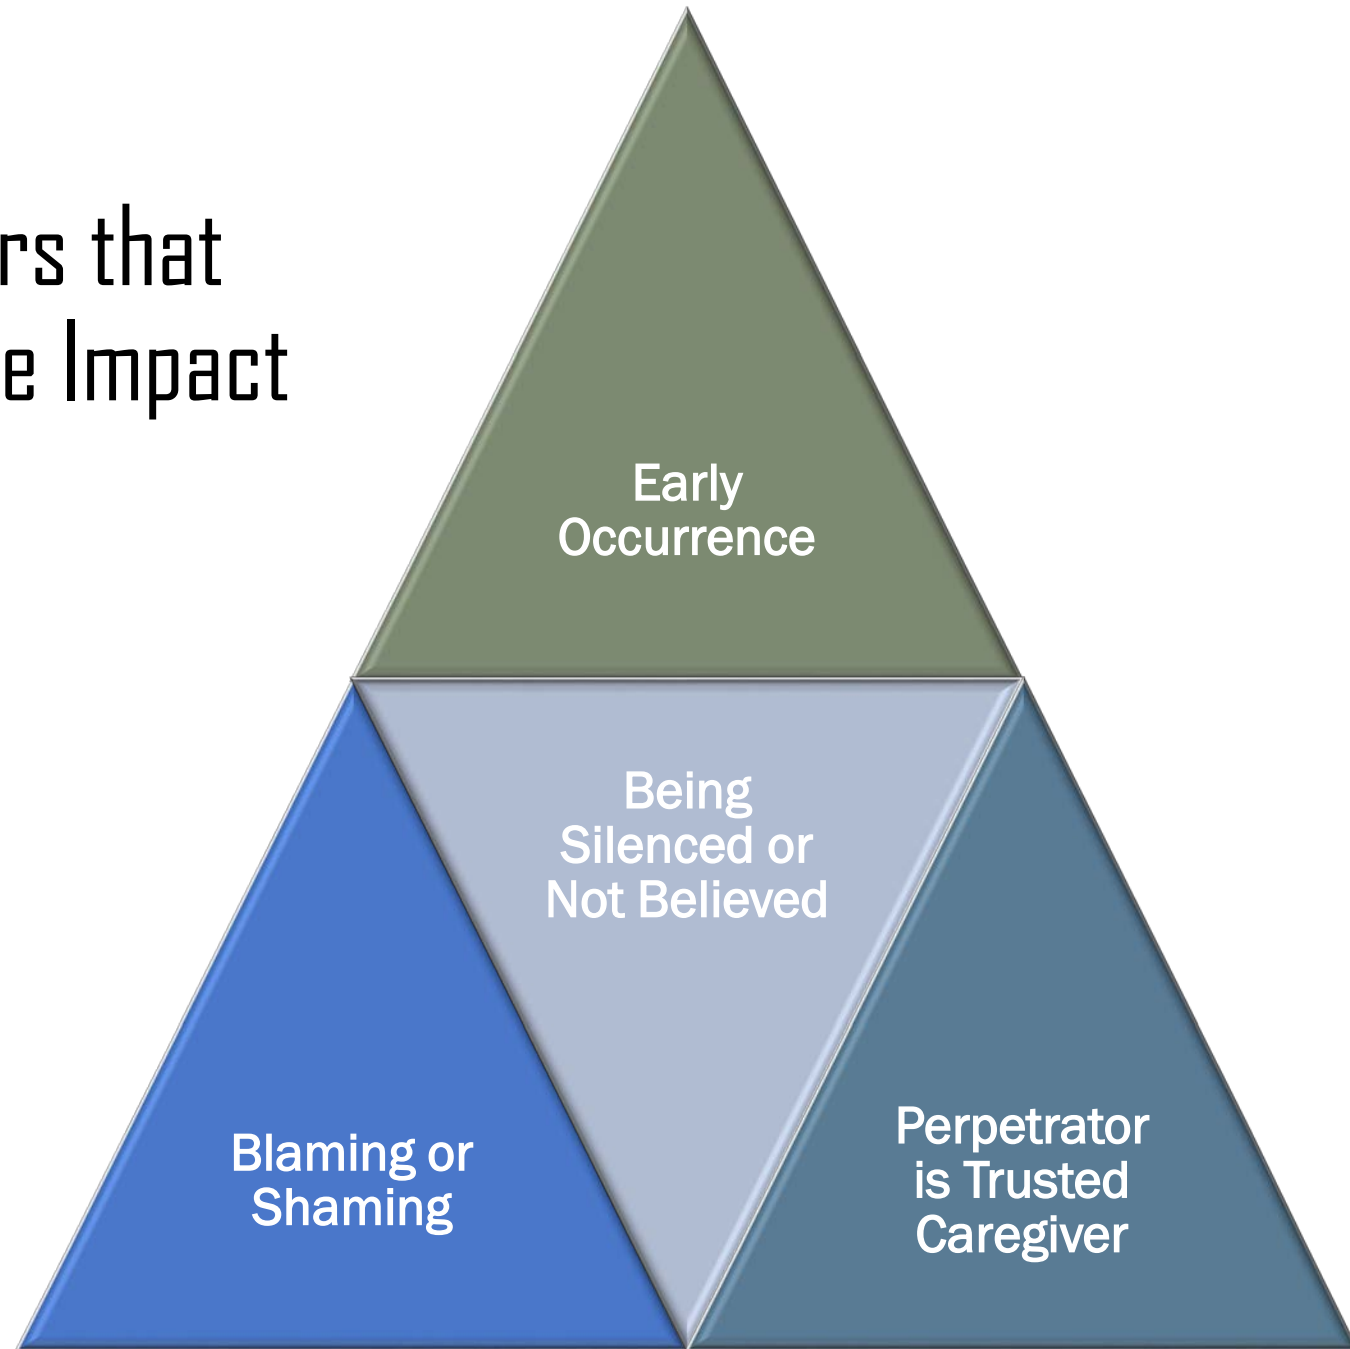 rs that
e Impact
Early
Occurrence
Being
Silenced or
Not Believed
Blaming or
Shaming
Perpetrator
is Trusted
Caregiver